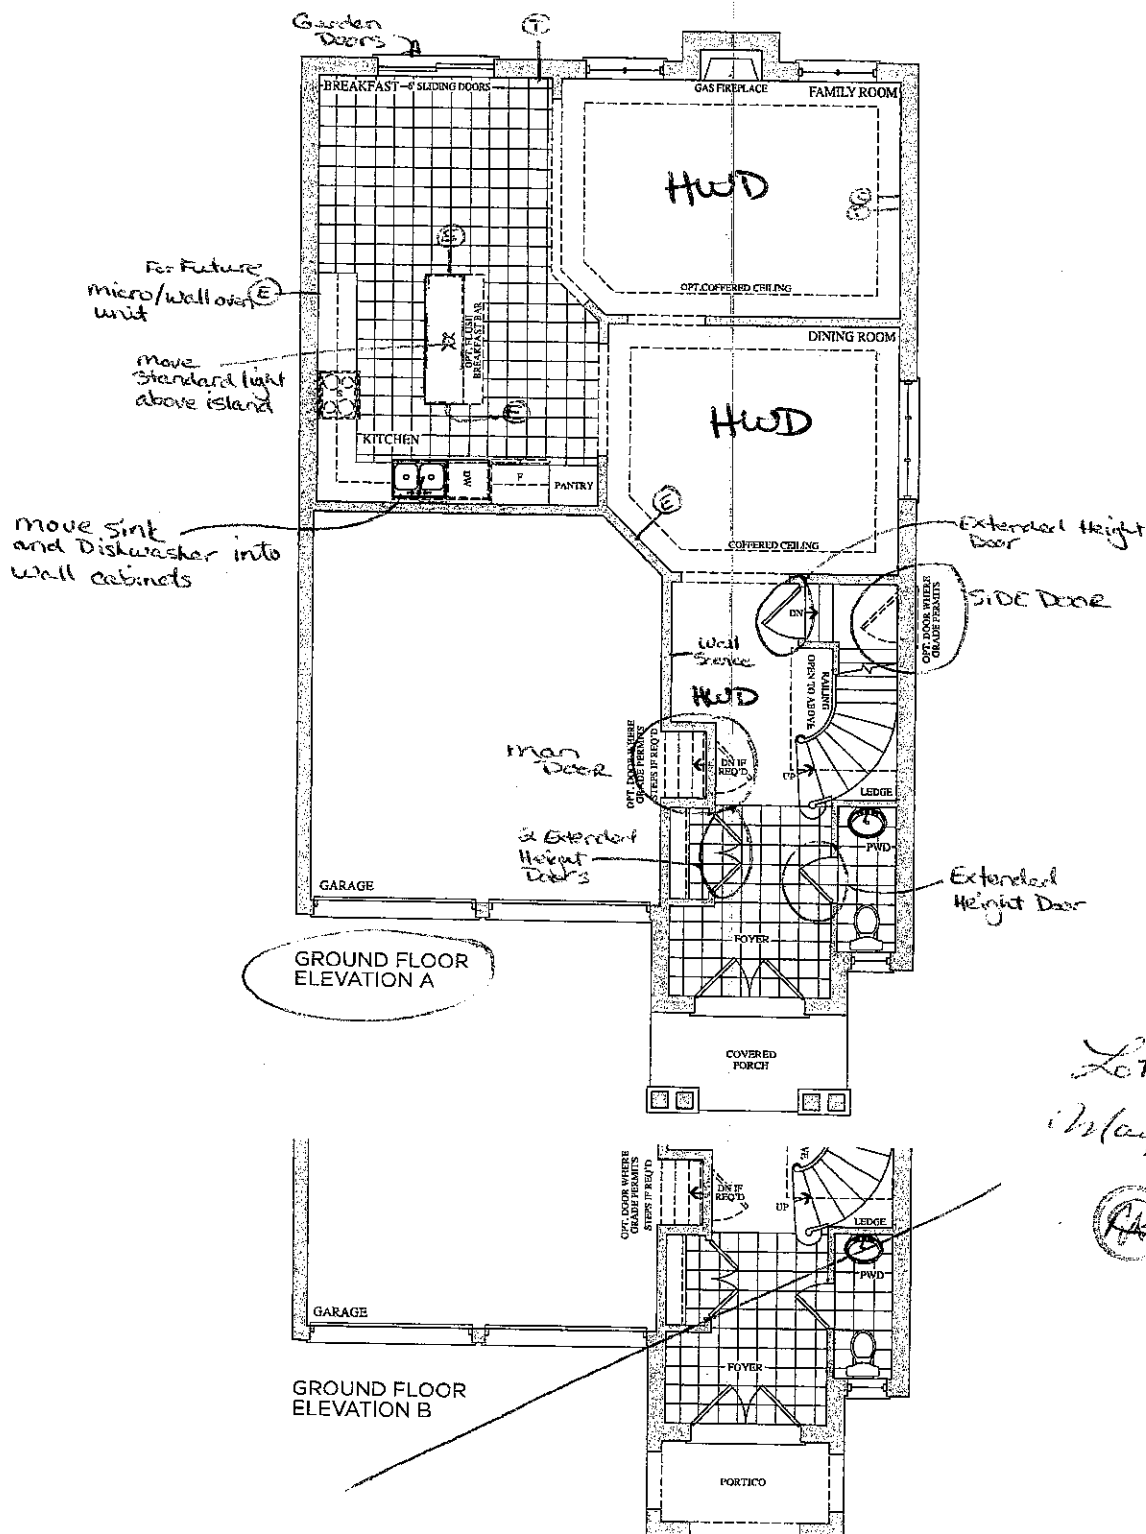 Garden
Doors
T
BREAKFAST
6' SLIDING DOORS
GAS FIREPLACE
FAMILY ROOM
HWD
For Future
micro/wall oven
unit
E
OPT. COFFERED CEILING
OPT. FLUSH
BREAKFAST BAR
move
Standard light
above island
E
DINING ROOM
HWD
KITCHEN
DW
F
PANTRY
E
move sink
and Dishwasher into
wall cabinets
COFFERED CEILING
Extended Height
Door
DN
OPT. DOOR WHERE
GRADE PERMITS
SIDE DOOR
Wall
HWD
RAILING
OPEN TO ABOVE
man
Door
OPT. DOOR WHERE
GRADE PERMITS
STEPS IF REQ'D
DN IF
REQ'D
UP
LEDGE
2 Extended
Height
Doors
PWD
Extended
Height Door
GARAGE
FOYER
GROUND FLOOR
ELEVATION A
COVERED
PORCH
OPT. DOOR WHERE
GRADE PERMITS
STEPS IF REQ'D
DN IF
REQ'D
UP
LEDGE
PWD
GARAGE
FOYER
GROUND FLOOR
ELEVATION B
PORTICO